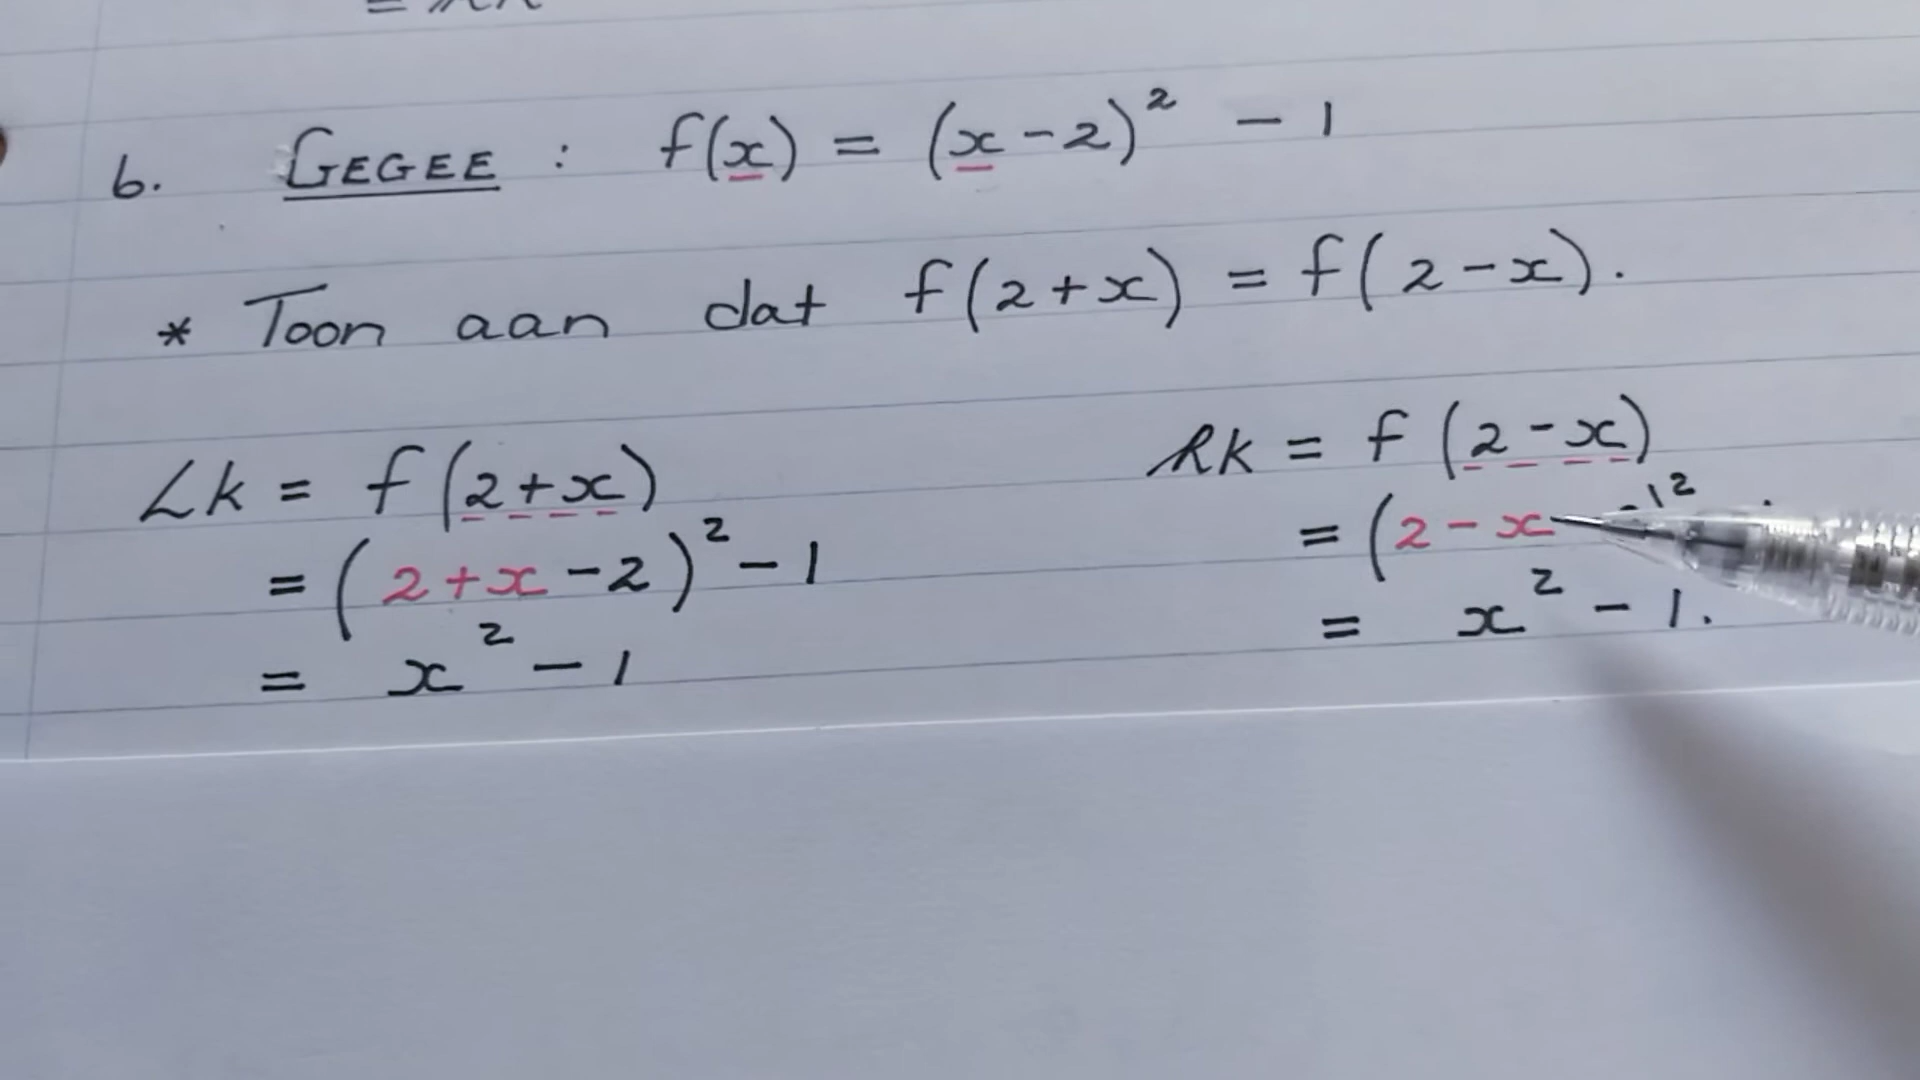 6. GEGEE : f(x) = (x - 2)² - 1
* Toon aan dat f(2+x) = f(2-x).
Lk = f(2+x)
= (2+x-2)² - 1
= x² - 1
Rk = f(2-x)
= (2-x )²
= x² - 1.